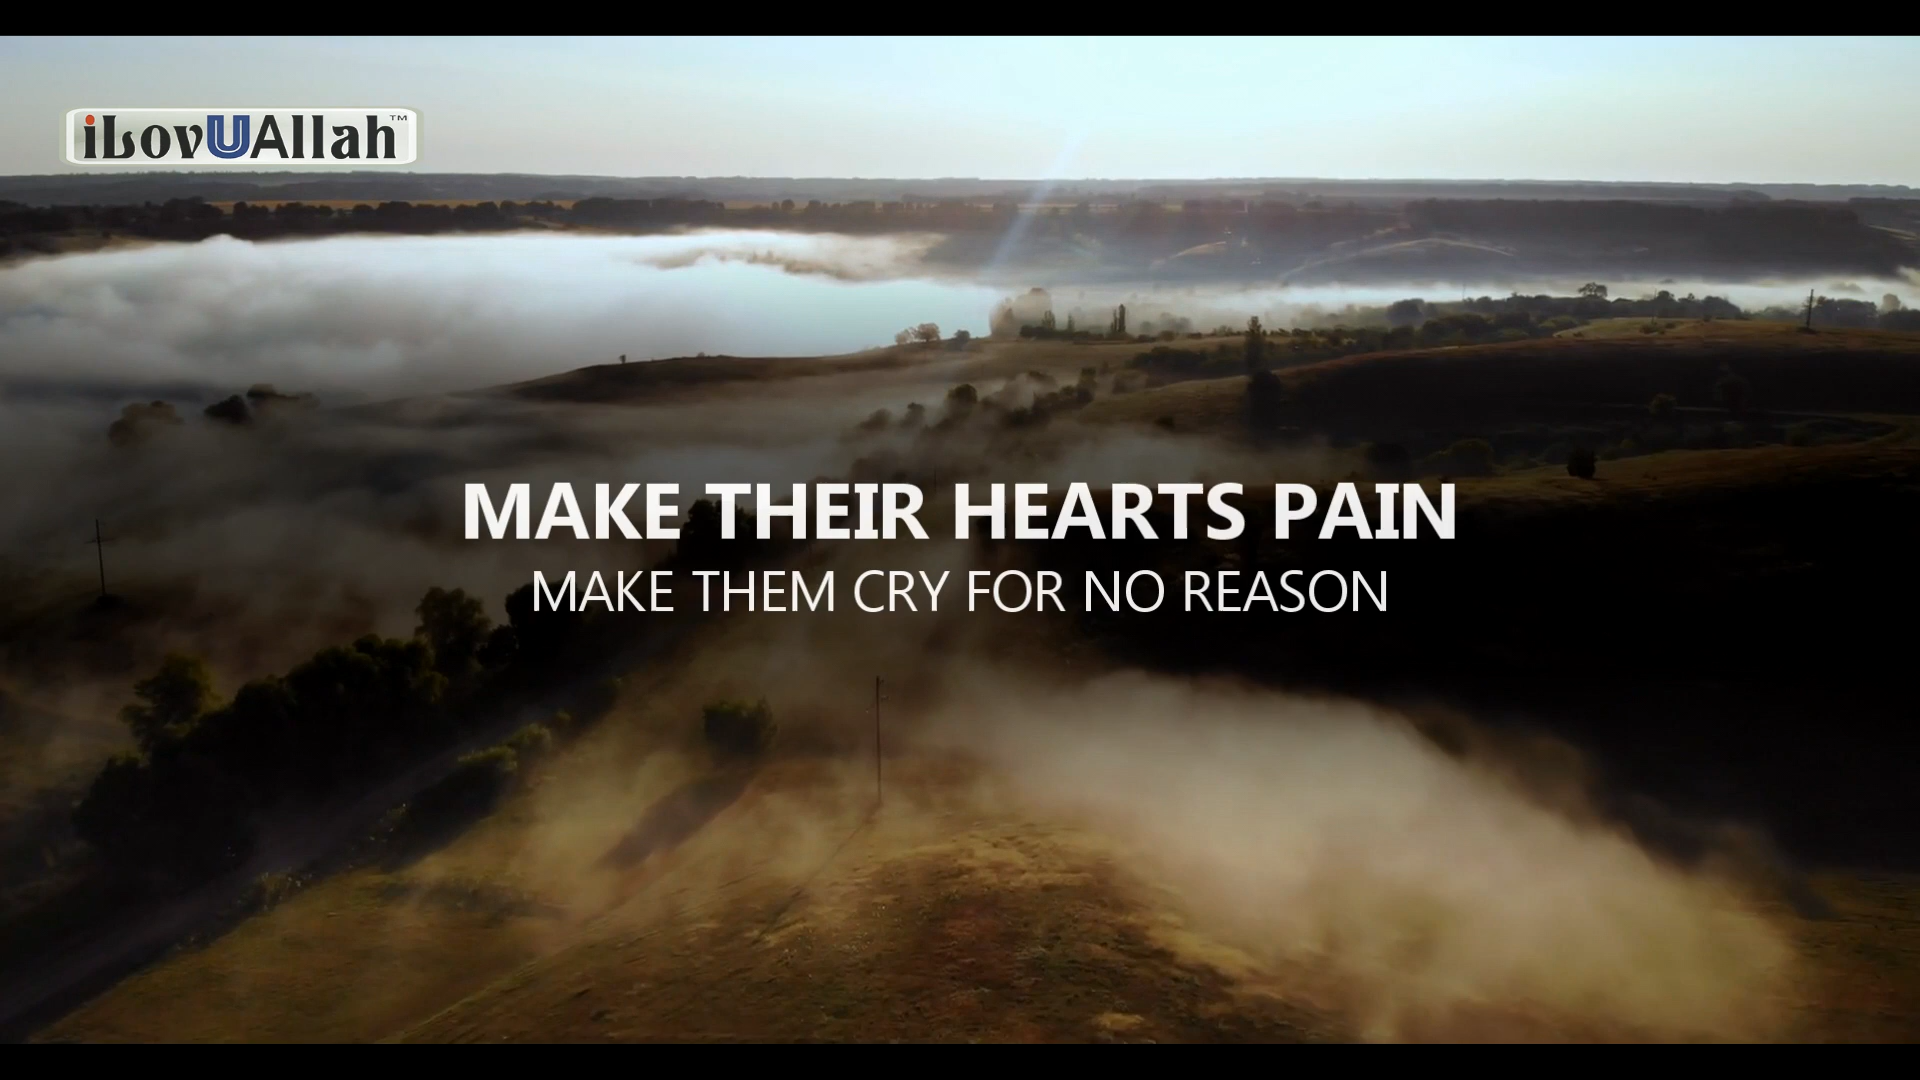 iLovUAllah™
MAKE THEIR HEARTS PAIN
MAKE THEM CRY FOR NO REASON